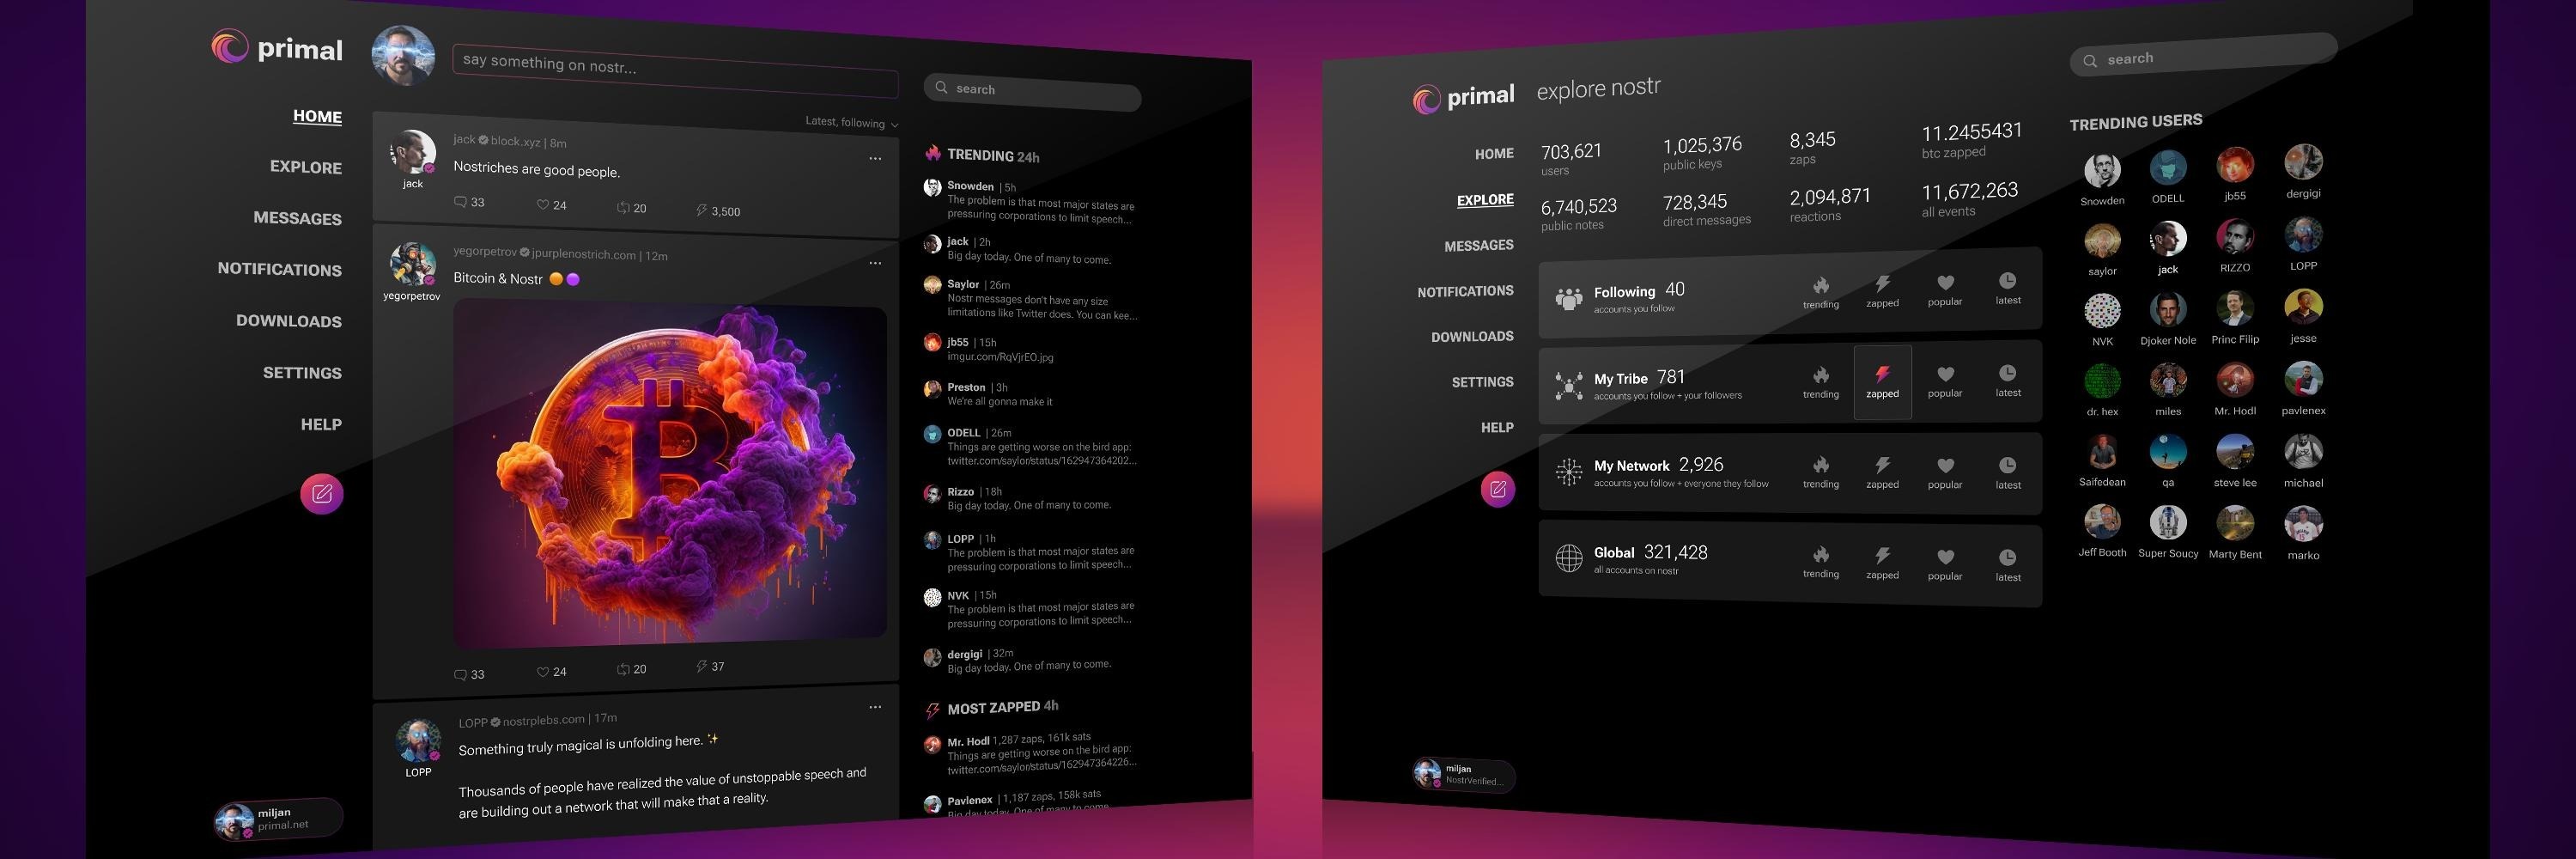 primal
say something on nostr...
search
HOME
EXPLORE
MESSAGES
NOTIFICATIONS
DOWNLOADS
SETTINGS
HELP
miljan
primal.net
Latest, following
jack block.xyz | 8m
Nostriches are good people.
jack
33 24 20 3,500
yegorpetrov jpurplenostrich.com | 12m
Bitcoin & Nostr 🟠🟣
yegorpetrov
33 24 20 37
LOPP nostrplebs.com | 17m
Something truly magical is unfolding here. ✨
LOPP
Thousands of people have realized the value of unstoppable speech and
are building out a network that will make that a reality.
TRENDING 24h
Snowden | 5h
The problem is that most major states are
pressuring corporations to limit speech...
jack | 2h
Big day today. One of many to come.
Saylor | 26m
Nostr messages don't have any size
limitations like Twitter does. You can kee...
jb55 | 15h
imgur.com/RqVjrEO.jpg
Preston | 3h
We're all gonna make it
ODELL | 26m
Things are getting worse on the bird app:
twitter.com/saylor/status/162947364202...
Rizzo | 18h
Big day today. One of many to come.
LOPP | 1h
The problem is that most major states are
pressuring corporations to limit speech...
NVK | 15h
The problem is that most major states are
pressuring corporations to limit speech...
dergigi | 32m
Big day today. One of many to come.
MOST ZAPPED 4h
Mr. Hodl 1,287 zaps, 161k sats
Things are getting worse on the bird app:
twitter.com/saylor/status/162947364226...
Pavlenex | 1,187 zaps, 158k sats
Big day today. One of many to come.
primal
explore nostr
search
HOME
EXPLORE
MESSAGES
NOTIFICATIONS
DOWNLOADS
SETTINGS
HELP
miljan
NostrVerified...
703,621 1,025,376 8,345 11.2455431
users public keys zaps btc zapped
6,740,523 728,345 2,094,871 11,672,263
public notes direct messages reactions all events
Following 40
accounts you follow
trending zapped popular latest
My Tribe 781
accounts you follow + your followers
trending zapped popular latest
My Network 2,926
accounts you follow + everyone they follow
trending zapped popular latest
Global 321,428
all accounts on nostr
trending zapped popular latest
TRENDING USERS
Snowden ODELL jb55 dergigi
saylor jack RIZZO LOPP
NVK Djoker Nole Princ Filip jesse
dr. hex miles Mr. Hodl pavlenex
Saifedean qa steve lee michael
Jeff Booth Super Soucy Marty Bent marko